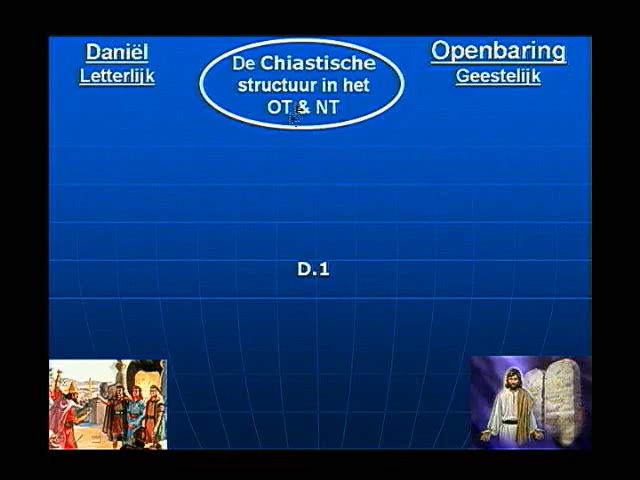 Daniël
Letterlijk
De Chiastische
structuur in het
OT & NT
Openbaring
Geestelijk
D.1